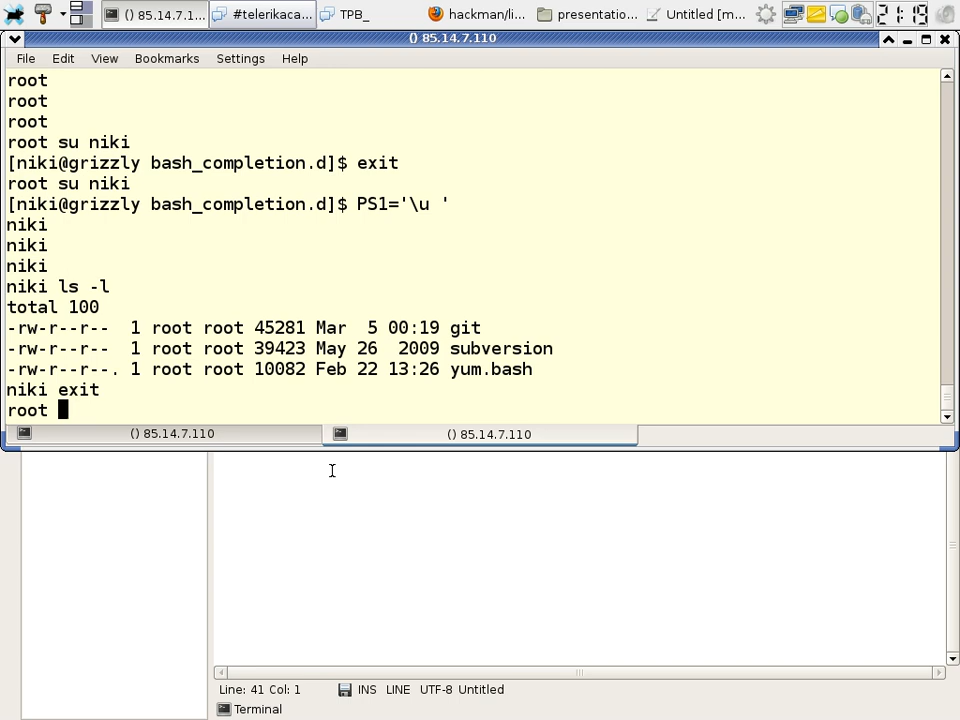 () 85.14.7.1... #telerikaca... TPB_ hackman/li... presentatio... Untitled [m... 21:19
() 85.14.7.110
File Edit View Bookmarks Settings Help
root
root
root
root su niki
[niki@grizzly bash_completion.d]$ exit
root su niki
[niki@grizzly bash_completion.d]$ PS1='\u '
niki
niki
niki
niki ls -l
total 100
-rw-r--r--  1 root root 45281 Mar  5 00:19 git
-rw-r--r--  1 root root 39423 May 26  2009 subversion
-rw-r--r--. 1 root root 10082 Feb 22 13:26 yum.bash
niki exit
root
() 85.14.7.110 () 85.14.7.110
Line: 41 Col: 1 INS LINE UTF-8 Untitled
Terminal